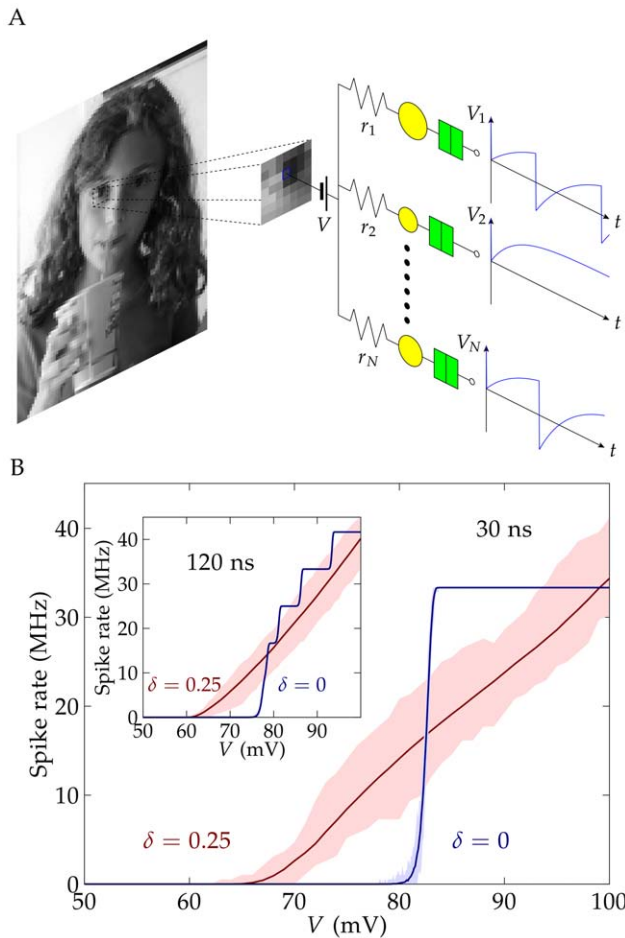 A
r₁
V₁
t
V
r₂
V₂
t
r_N
V_N
t
B
Spike rate (MHz)
40
30
20
10
0
50
60
70
80
90
100
V (mV)
30 ns
δ = 0.25
δ = 0
Spike rate (MHz)
40
30
20
10
0
50
60
70
80
90
V (mV)
120 ns
δ = 0.25
δ = 0